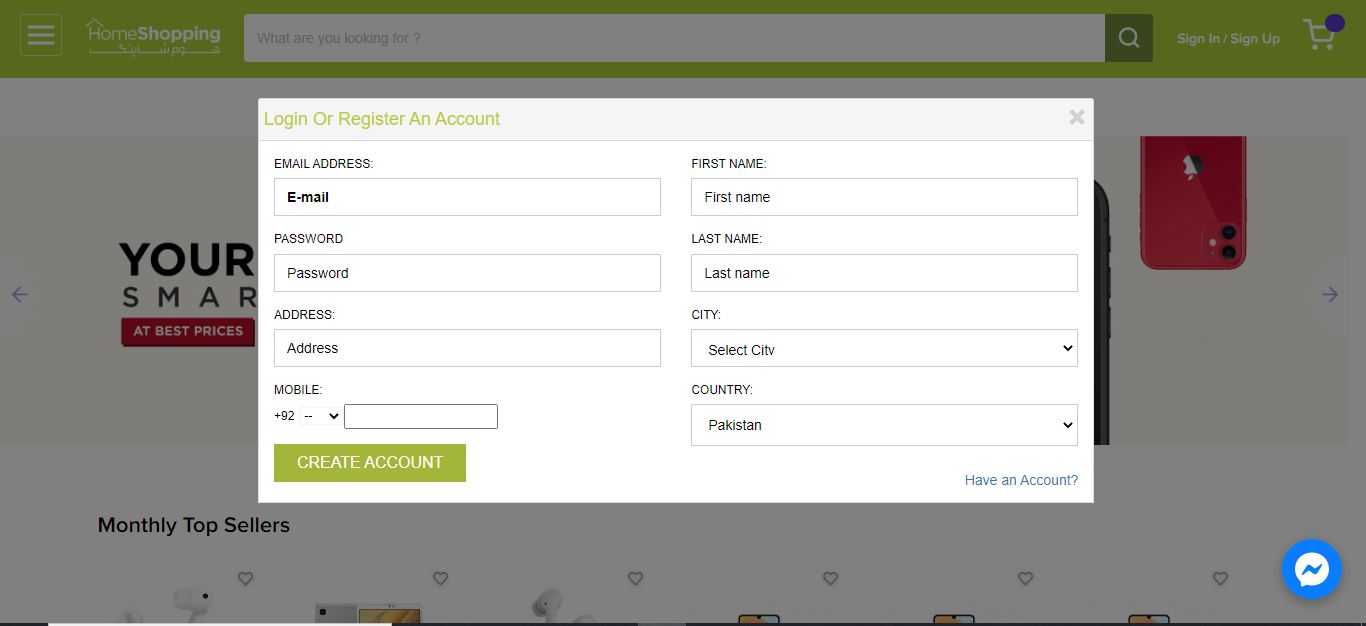 HomeShopping
ہوم شاپنگ
What are you looking for ?
Sign In / Sign Up
Login Or Register An Account
EMAIL ADDRESS:
FIRST NAME:
E-mail
First name
PASSWORD
LAST NAME:
Password
Last name
ADDRESS:
CITY:
Address
Select City
MOBILE:
COUNTRY:
+92 --
Pakistan
CREATE ACCOUNT
Have an Account?
YOUR
SMAR
AT BEST PRICES
Monthly Top Sellers